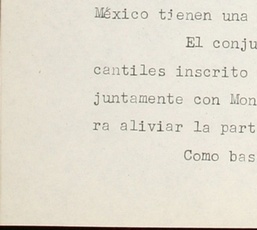 México tienen una
El conju
cantiles inscrito
juntamente con Mon
ra aliviar la part
Como bas